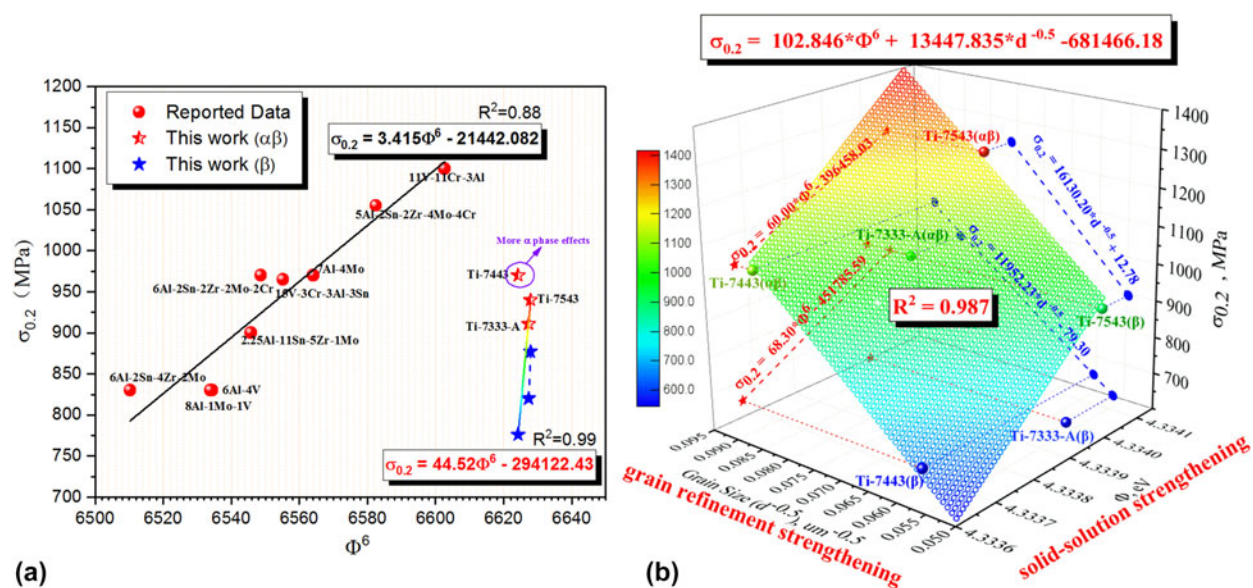 1200
1150
1100
1050
1000
950
900
850
800
750
700
σ0.2 (MPa)
Reported Data
This work (αβ)
This work (β)
R²=0.88
σ0.2 = 3.415Φ⁶ - 21442.082
11V-11Cr-3Al
5Al-2Sn-2Zr-4Mo-4Cr
More α phase effects
Ti-7443
7Al-4Mo
6Al-2Sn-2Zr-2Mo-2Cr
15V-3Cr-3Al-3Sn
Ti-7543
Ti-7333-A
2.25Al-11Sn-5Zr-1Mo
6Al-2Sn-4Zr-2Mo
6Al-4V
8Al-1Mo-1V
R²=0.99
σ0.2 = 44.52Φ⁶ - 294122.43
6500 6520 6540 6560 6580 6600 6620 6640
Φ⁶
(a)
σ0.2 = 102.846*Φ⁶ + 13447.835*d -0.5 -681466.18
1400
1300
1200
1100
1000
900.0
800.0
700.0
600.0
Ti-7543(αβ)
σ0.2 = 60.00*Φ⁶ - 396458.03
σ0.2 = 16130.20*d -0.5 + 12.78
Ti-7333-A(αβ)
Ti-7443(αβ)
σ0.2 = 11952.23*d -0.5 - 79.30
R² = 0.987
σ0.2 = 68.30*Φ⁶ - 451785.59
Ti-7543(β)
Ti-7333-A(β)
Ti-7443(β)
1400
1300
1200
1100
1000
900
800
700
σ0.2 , MPa
0.095
0.090
0.085
0.080
0.075
0.070
0.065
0.060
0.055
0.050
Grain Size (d -0.5), um -0.5
grain refinement strengthening
4.3341
4.3340
4.3339
4.3338
4.3337
4.3336
Φ, eV
solid-solution strengthening
(b)